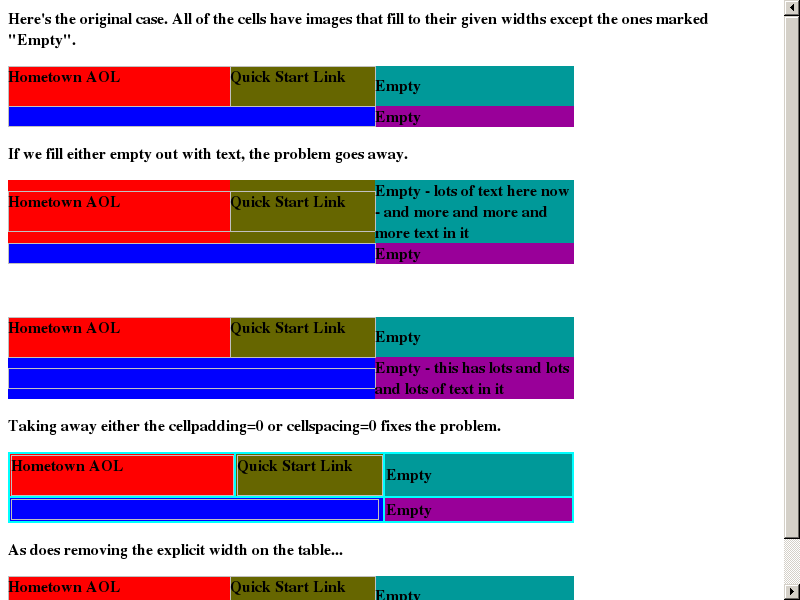 Here's the original case. All of the cells have images that fill to their given widths except the ones marked
"Empty".
Hometown AOL Quick Start Link Empty
Empty
If we fill either empty out with text, the problem goes away.
Hometown AOL Quick Start Link Empty - lots of text here now
- and more and more and
more text in it
Empty
Hometown AOL Quick Start Link Empty
Empty - this has lots and lots
and lots of text in it
Taking away either the cellpadding=0 or cellspacing=0 fixes the problem.
Hometown AOL Quick Start Link Empty
Empty
As does removing the explicit width on the table...
Hometown AOL Quick Start Link Empty